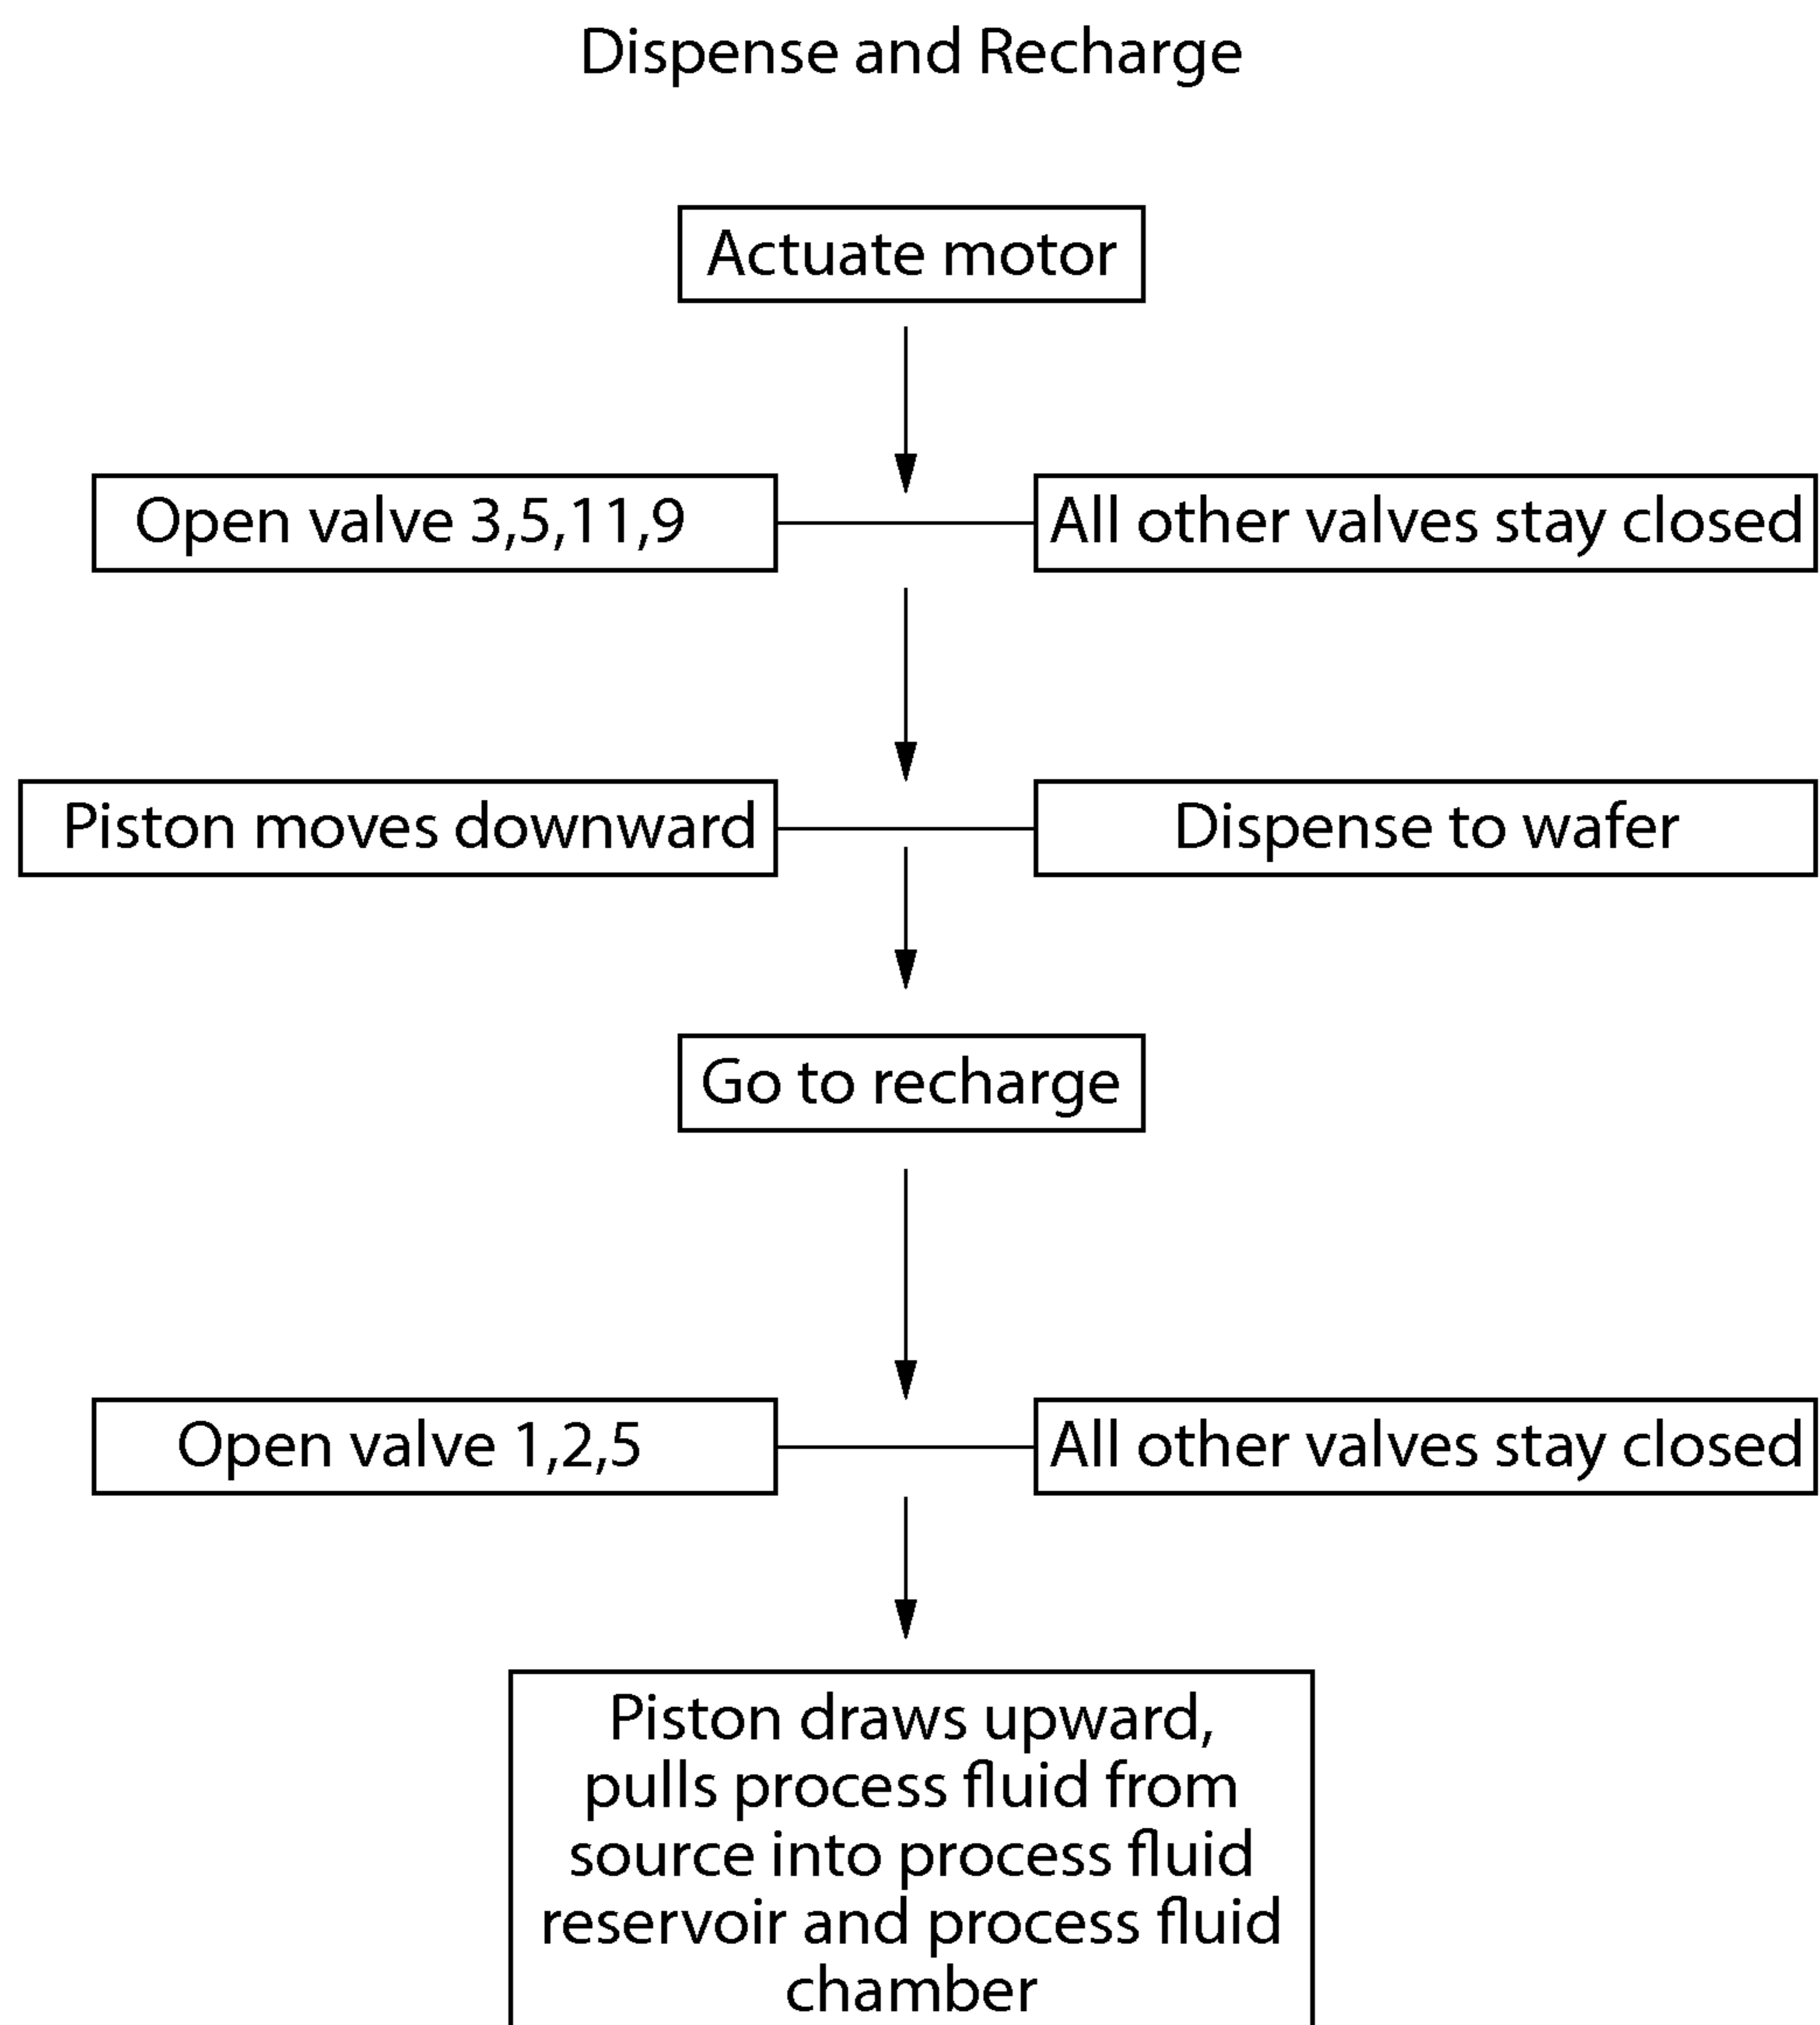 Dispense and Recharge
Actuate motor
Open valve 3,5,11,9
All other valves stay closed
Piston moves downward
Dispense to wafer
Go to recharge
Open valve 1,2,5
All other valves stay closed
Piston draws upward,
pulls process fluid from
source into process fluid
reservoir and process fluid
chamber